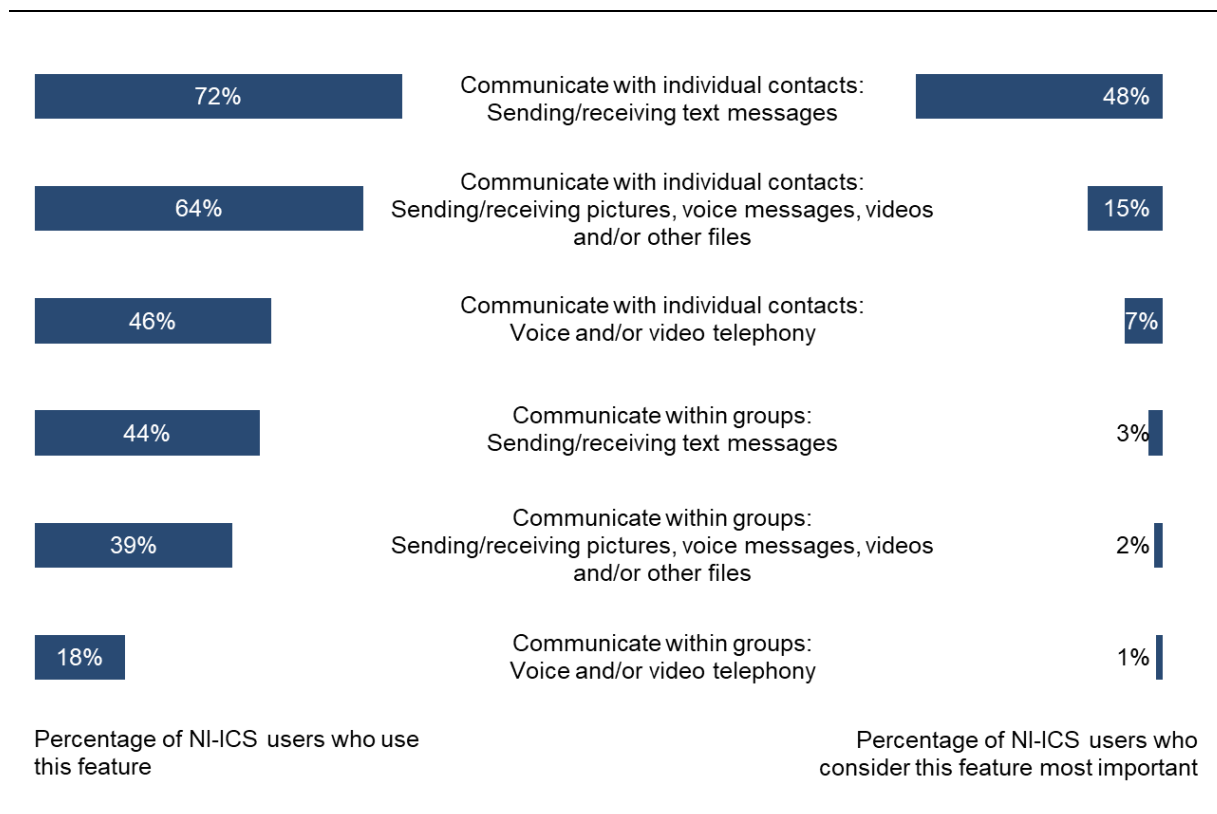 72%
Communicate with individual contacts:
Sending/receiving text messages
48%
64%
Communicate with individual contacts:
Sending/receiving pictures, voice messages, videos
and/or other files
15%
46%
Communicate with individual contacts:
Voice and/or video telephony
7%
44%
Communicate within groups:
Sending/receiving text messages
3%
39%
Communicate within groups:
Sending/receiving pictures, voice messages, videos
and/or other files
2%
18%
Communicate within groups:
Voice and/or video telephony
1%
Percentage of NI-ICS users who use
this feature
Percentage of NI-ICS users who
consider this feature most important